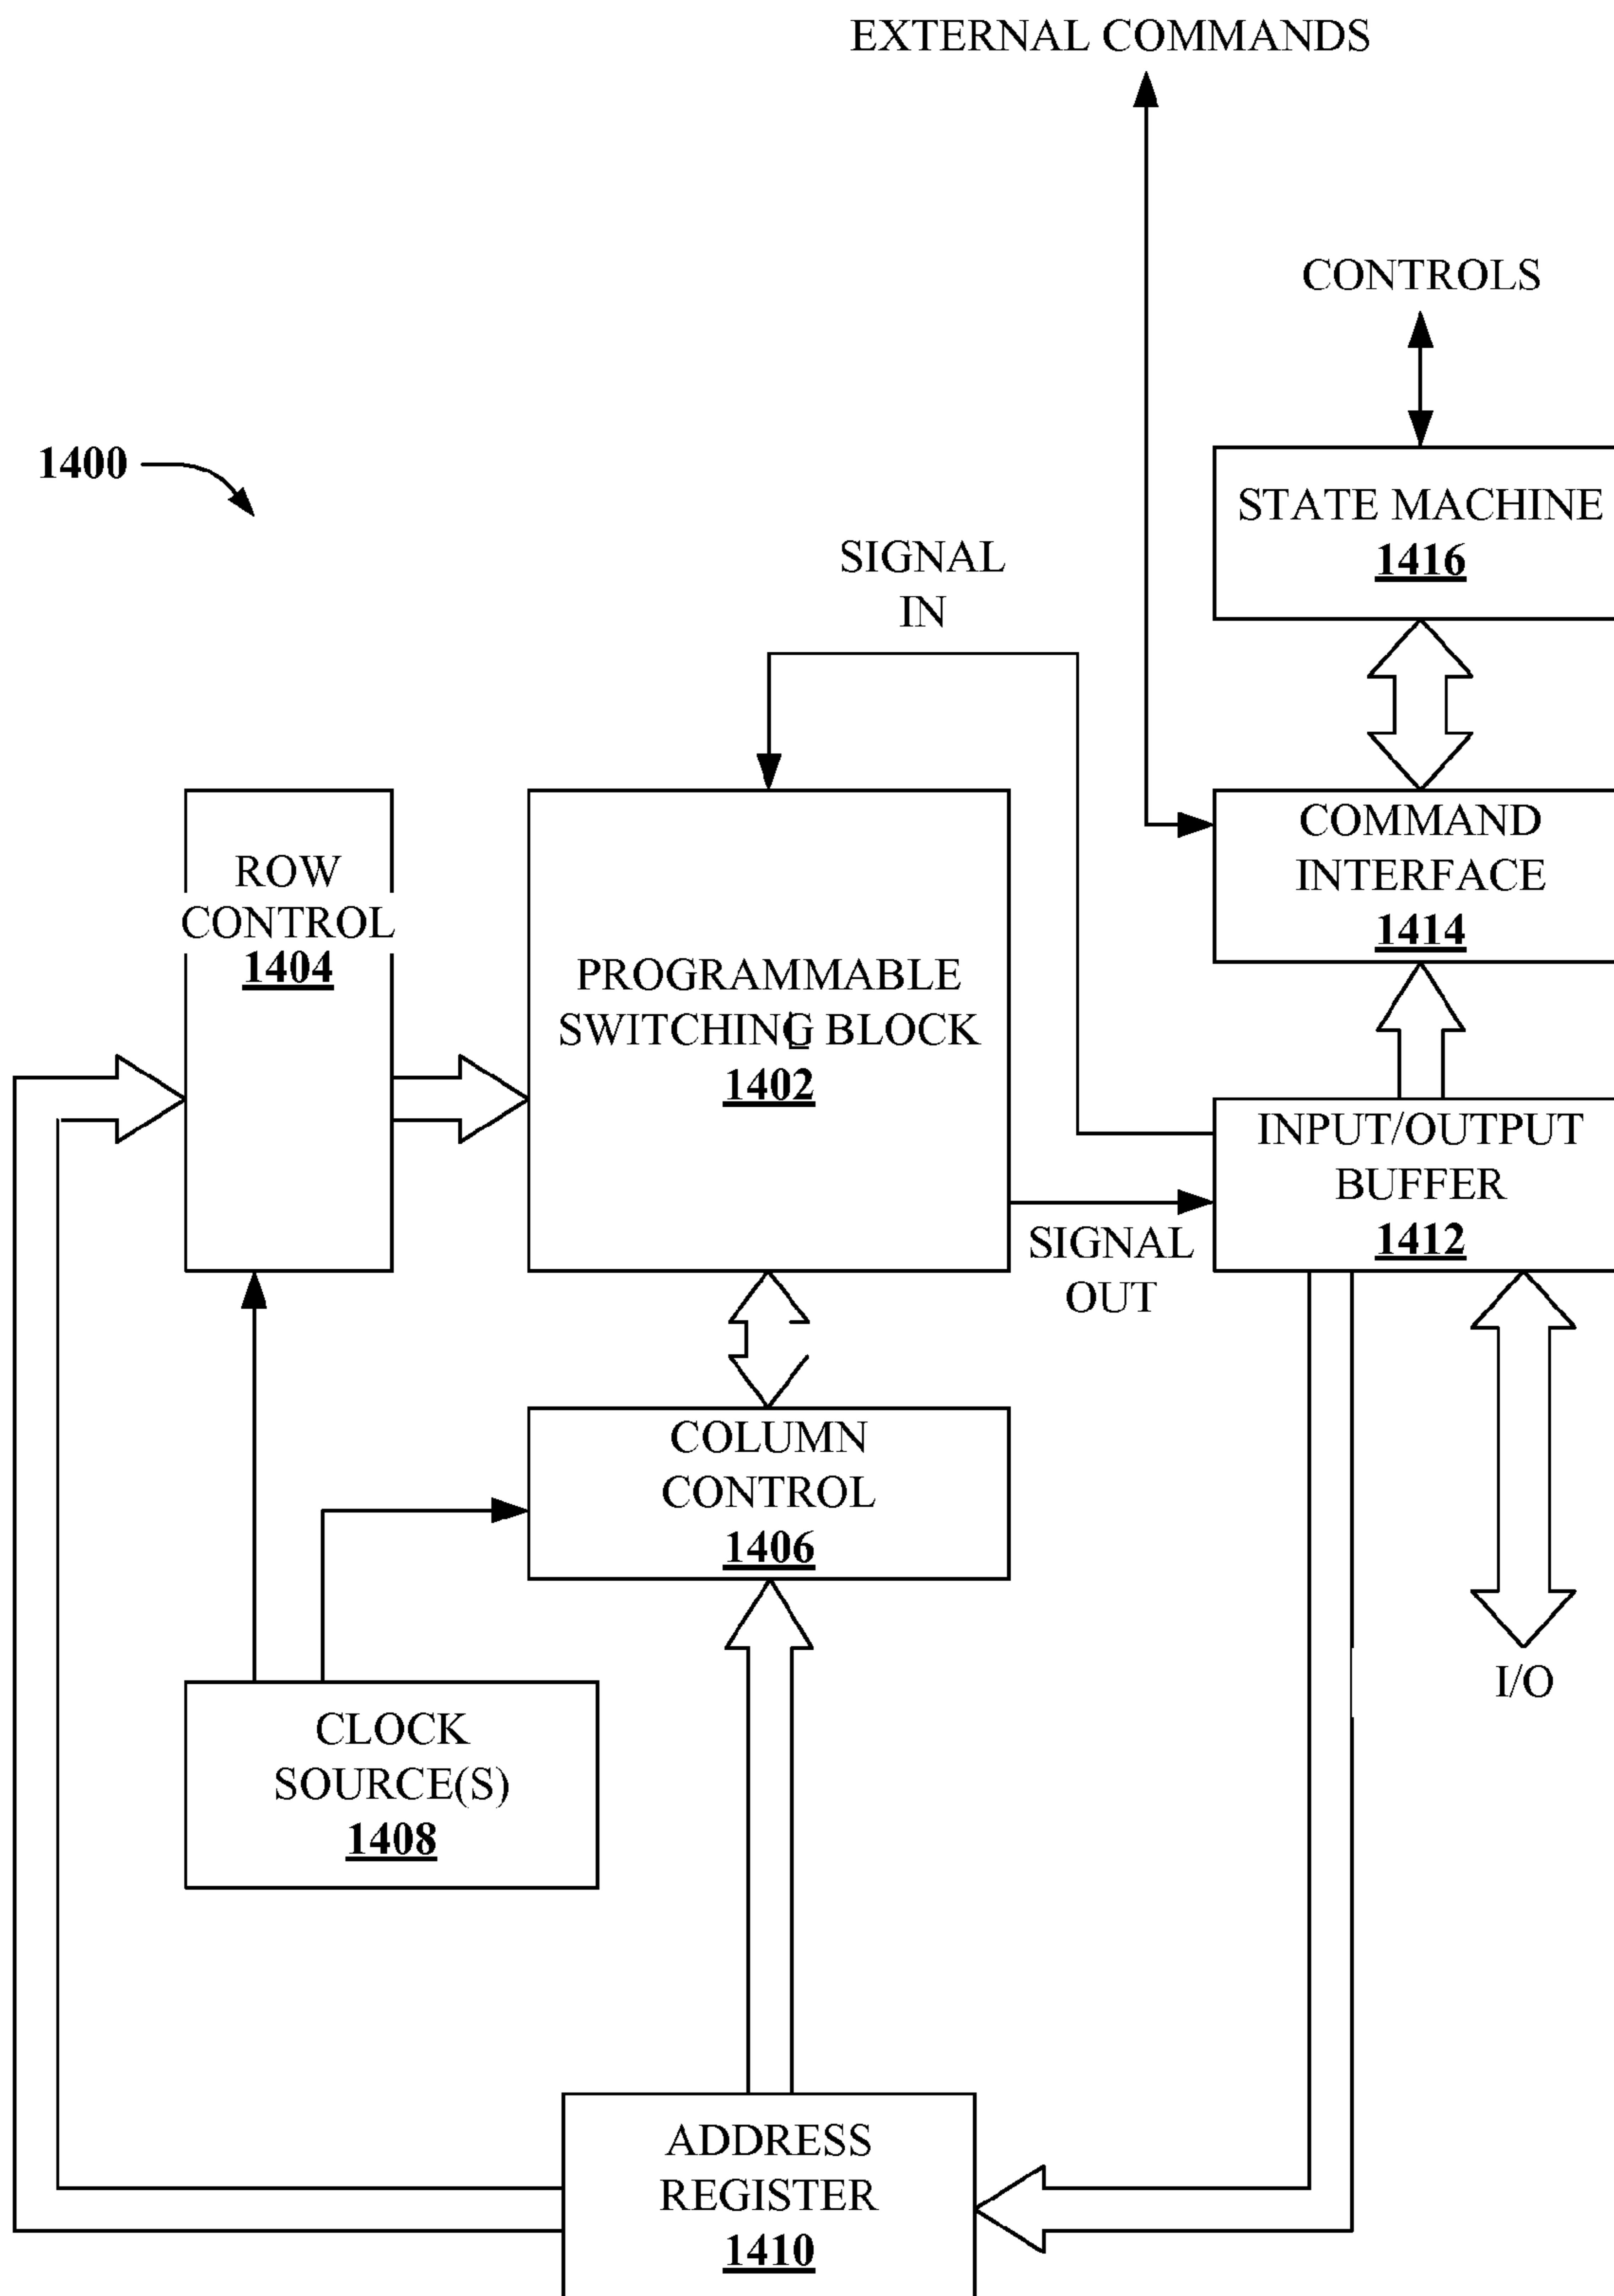 EXTERNAL COMMANDS
CONTROLS
1400
STATE MACHINE
1416
SIGNAL
IN
ROW
CONTROL
1404
PROGRAMMABLE
SWITCHING BLOCK
1402
COMMAND
INTERFACE
1414
INPUT/OUTPUT
BUFFER
1412
SIGNAL
OUT
COLUMN
CONTROL
1406
I/O
CLOCK
SOURCE(S)
1408
ADDRESS
REGISTER
1410